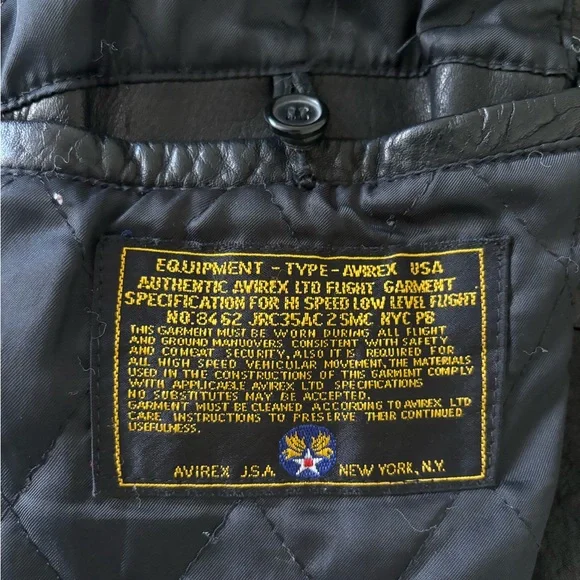 EQUIPMENT - TYPE - AVIREX USA
AUTHENTIC AVIREX LTD FLIGHT GARMENT
SPECIFICATION FOR HI SPEED LOW LEVEL FLIGHT
NO:8462 JRC35AC25MC NYC PB
THIS GARMENT MUST BE WORN DURING ALL FLIGHT
AND GROUND MANUOVERS CONSISTENT WITH SAFETY
AND COMBAT SECURITY, ALSO IT IS REQUIRED FOR
ALL HIGH SPEED VEHICULAR MOVEMENT, THE MATERIALS
USED IN THE CONSTRUCTIONS OF THIS GARMENT COMPLY
WITH APPLICABLE AVIREX LTD SPECIFICATIONS
NO SUBSTITUTES MAY BE ACCEPTED.
GARMENT MUST BE CLEANED ACCORDING TO AVIREX LTD
CARE INSTRUCTIONS TO PRESERVE THEIR CONTINUED
USEFULNESS.
AVIREX J.S.A. NEW YORK, N.Y.